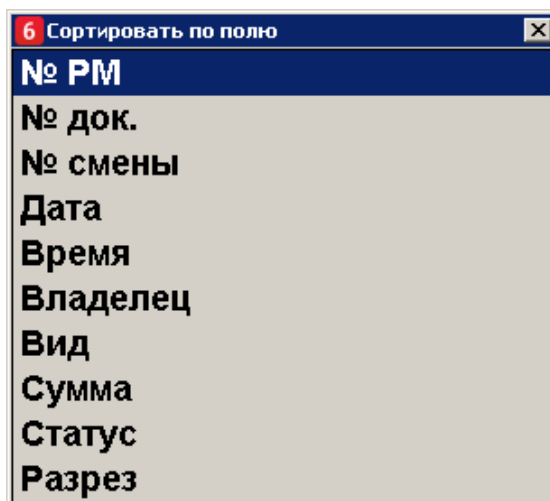 6 Сортировать по полю
№ РМ
№ док.
№ смены
Дата
Время
Владелец
Вид
Сумма
Статус
Разрез